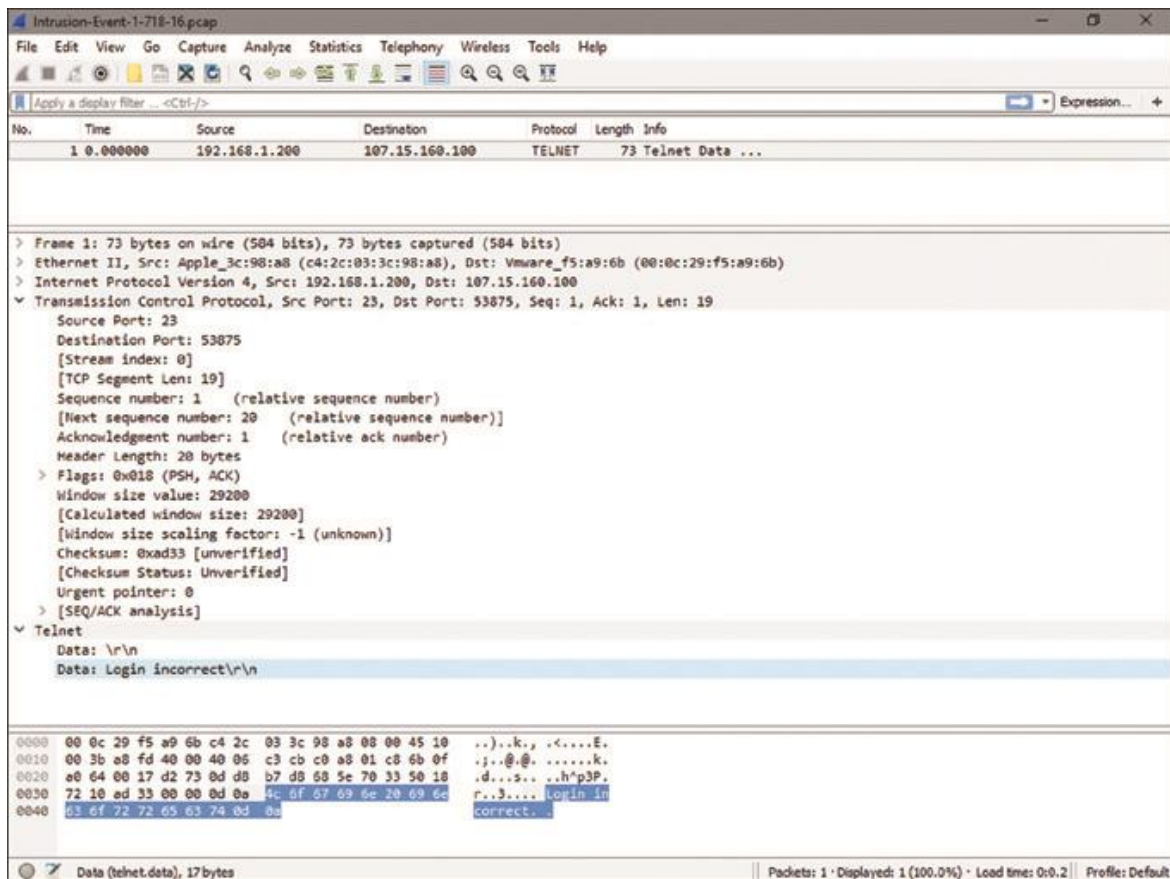 Intrusion-Event-1-718-16.pcap
File Edit View Go Capture Analyze Statistics Telephony Wireless Tools Help
Apply a display filter ... <Ctrl-/> Expression... +
No. Time Source Destination Protocol Length Info
1 0.000000 192.168.1.200 107.15.160.100 TELNET 73 Telnet Data ...
> Frame 1: 73 bytes on wire (584 bits), 73 bytes captured (584 bits)
> Ethernet II, Src: Apple_3c:98:a8 (c4:2c:03:3c:98:a8), Dst: Vmware_f5:a9:6b (00:0c:29:f5:a9:6b)
> Internet Protocol Version 4, Src: 192.168.1.200, Dst: 107.15.160.100
Transmission Control Protocol, Src Port: 23, Dst Port: 53875, Seq: 1, Ack: 1, Len: 19
Source Port: 23
Destination Port: 53875
[Stream index: 0]
[TCP Segment Len: 19]
Sequence number: 1 (relative sequence number)
[Next sequence number: 20 (relative sequence number)]
Acknowledgment number: 1 (relative ack number)
Header Length: 20 bytes
> Flags: 0x018 (PSH, ACK)
Window size value: 29200
[Calculated window size: 29200]
[Window size scaling factor: -1 (unknown)]
Checksum: 0xad33 [unverified]
[Checksum Status: Unverified]
Urgent pointer: 0
> [SEQ/ACK analysis]
Telnet
Data: \r\n
Data: Login incorrect\r\n
0000 00 0c 29 f5 a9 6b c4 2c 03 3c 98 a8 08 00 45 10 ..)..k., .<....E.
0010 00 3b a8 fd 40 00 40 06 c3 cb c0 a8 01 c8 6b 0f .;..@.@. ......k.
0020 a0 64 00 17 d2 73 0d d8 b7 d8 68 5e 70 33 50 18 .d...s.. ..h^p3P.
0030 72 10 ad 33 00 00 0d 0a 4c 6f 67 69 6e 20 69 6e r..3.... Login in
0040 63 6f 72 72 65 63 74 0d 0a correct. .
Data (telnet.data), 17 bytes Packets: 1 · Displayed: 1 (100.0%) · Load time: 0:0.2 Profile: Default